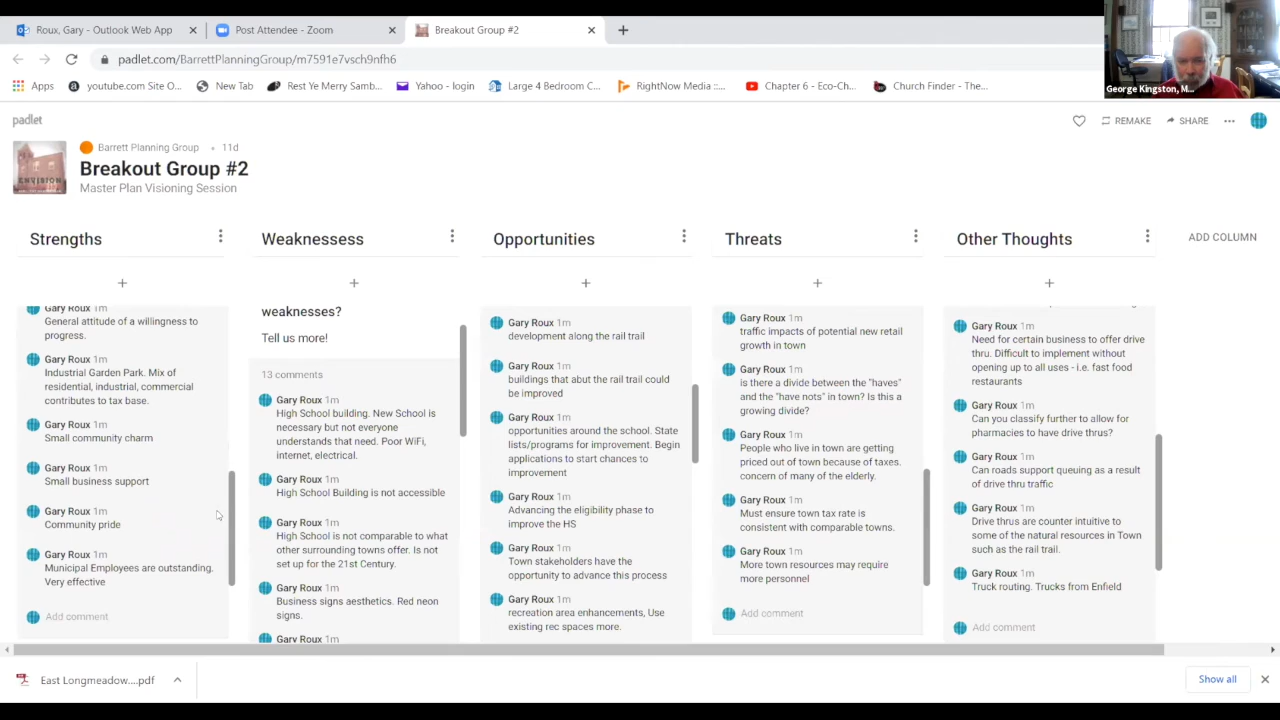 Roux, Gary - Outlook Web App
Post Attendee - Zoom
Breakout Group #2
padlet.com/BarrettPlanningGroup/m7591e7vsch9nfh6
Apps
youtube.com Site O...
New Tab
Rest Ye Merry Samb...
Yahoo - login
Large 4 Bedroom C...
RightNow Media ::...
Chapter 6 - Eco-Ch...
Church Finder - The...
George Kingston, M...
padlet
REMAKE
SHARE
Barrett Planning Group • 11d
Breakout Group #2
Master Plan Visioning Session
ENVISION
Strengths
Gary Roux 1m
General attitude of a willingness to
progress.
Gary Roux 1m
Industrial Garden Park. Mix of
residential, industrial, commercial
contributes to tax base.
Gary Roux 1m
Small community charm
Gary Roux 1m
Small business support
Gary Roux 1m
Community pride
Gary Roux 1m
Municipal Employees are outstanding.
Very effective
Add comment
Weaknessess
weaknesses?
Tell us more!
13 comments
Gary Roux 1m
High School building. New School is
necessary but not everyone
understands that need. Poor WiFi,
internet, electrical.
Gary Roux 1m
High School Building is not accessible
Gary Roux 1m
High School is not comparable to what
other surrounding towns offer. Is not
set up for the 21st Century.
Gary Roux 1m
Business signs aesthetics. Red neon
signs.
Gary Roux 1m
Opportunities
Gary Roux 1m
development along the rail trail
Gary Roux 1m
buildings that abut the rail trail could
be improved
Gary Roux 1m
opportunities around the school. State
lists/programs for improvement. Begin
applications to start chances to
improvement
Gary Roux 1m
Advancing the eligibility phase to
improve the HS
Gary Roux 1m
Town stakeholders have the
opportunity to advance this process
Gary Roux 1m
recreation area enhancements, Use
existing rec spaces more.
Threats
Gary Roux 1m
traffic impacts of potential new retail
growth in town
Gary Roux 1m
is there a divide between the "haves"
and the "have nots" in town? Is this a
growing divide?
Gary Roux 1m
People who live in town are getting
priced out of town because of taxes.
concern of many of the elderly.
Gary Roux 1m
Must ensure town tax rate is
consistent with comparable towns.
Gary Roux 1m
More town resources may require
more personnel
Add comment
Other Thoughts
Gary Roux 1m
Need for certain business to offer drive
thru. Difficult to implement without
opening up to all uses - i.e. fast food
restaurants
Gary Roux 1m
Can you classify further to allow for
pharmacies to have drive thrus?
Gary Roux 1m
Can roads support queuing as a result
of drive thru traffic
Gary Roux 1m
Drive thrus are counter intuitive to
some of the natural resources in Town
such as the rail trail.
Gary Roux 1m
Truck routing. Trucks from Enfield
Add comment
ADD COLUMN
East Longmeadow....pdf
Show all